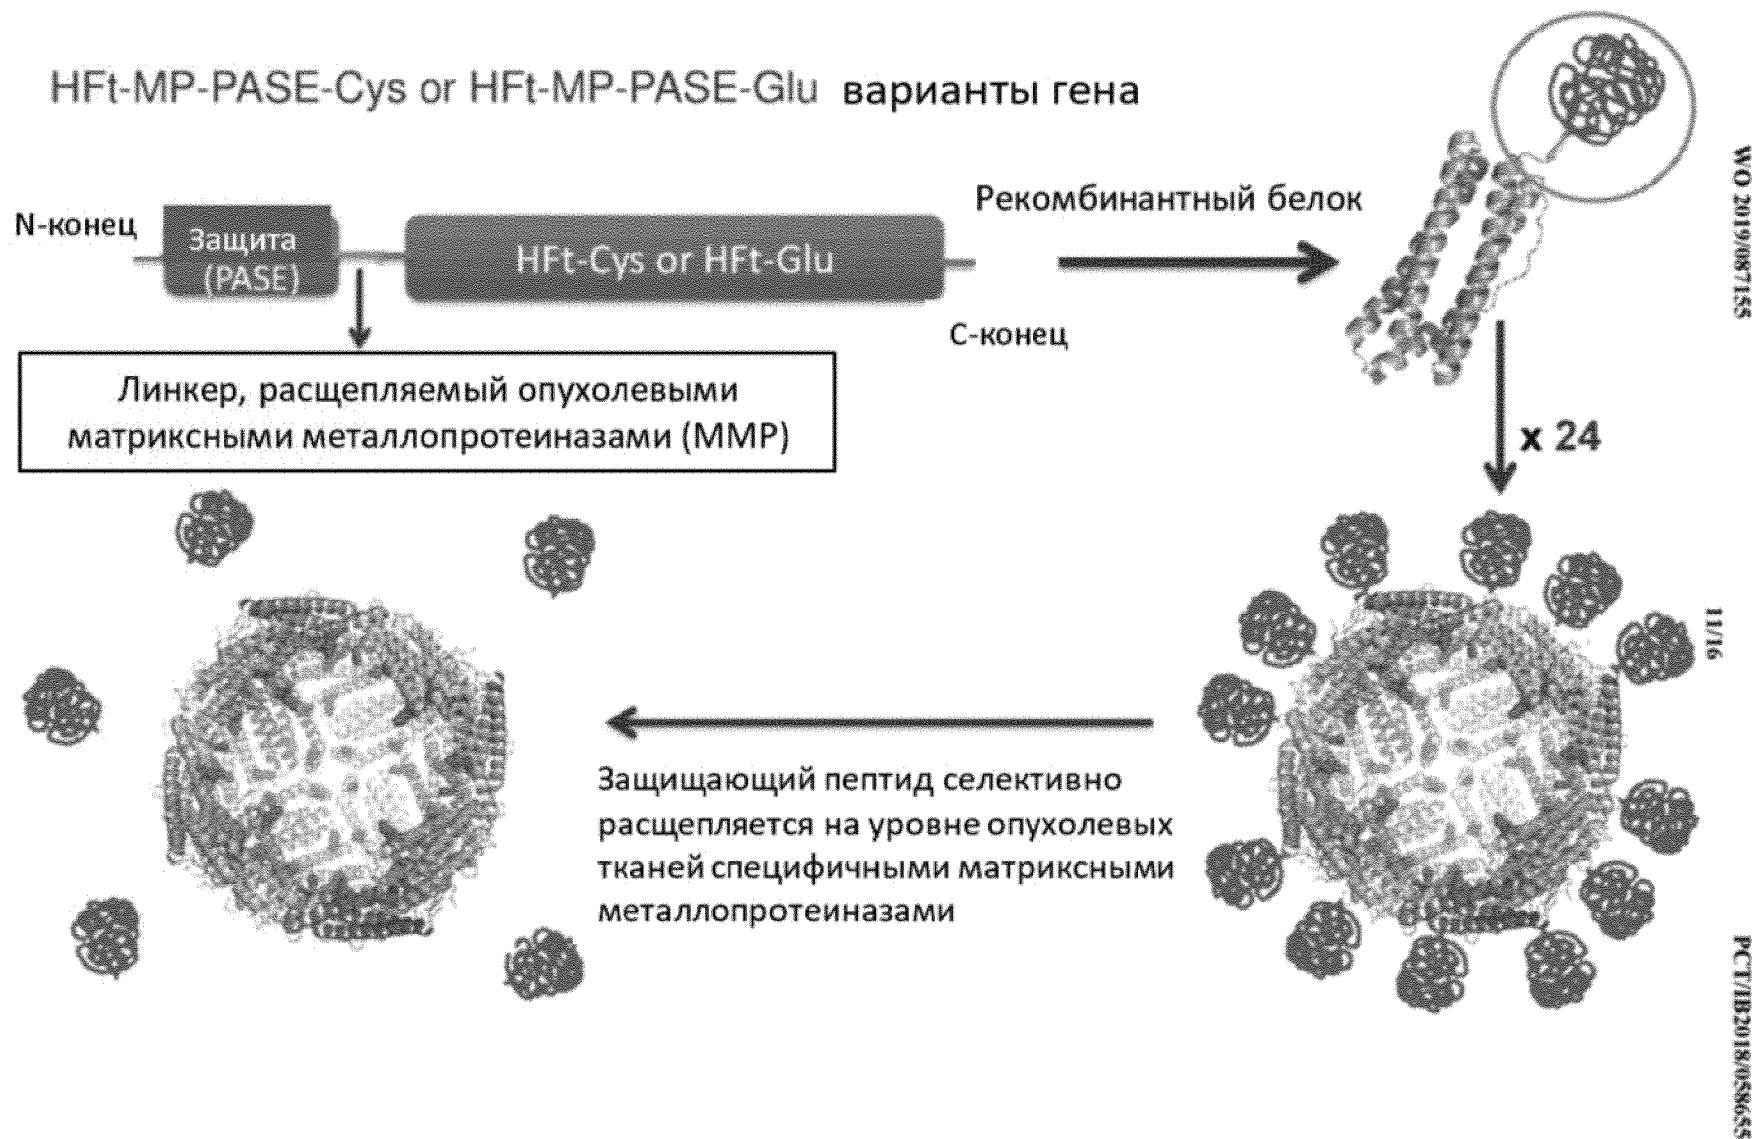 HFt-MP-PASE-Cys or HFt-MP-PASE-Glu варианты гена
N-конец
Защита
(PASE)
HFt-Cys or HFt-Glu
C-конец
Рекомбинантный белок
Линкер, расщепляемый опухолевыми
матриксными металлопротеиназами (MMP)
x 24
Защищающий пептид селективно
расщепляется на уровне опухолевых
тканей специфичными матриксными
металлопротеиназами
WO 2019/087155
11/16
PCT/IB2018/058655